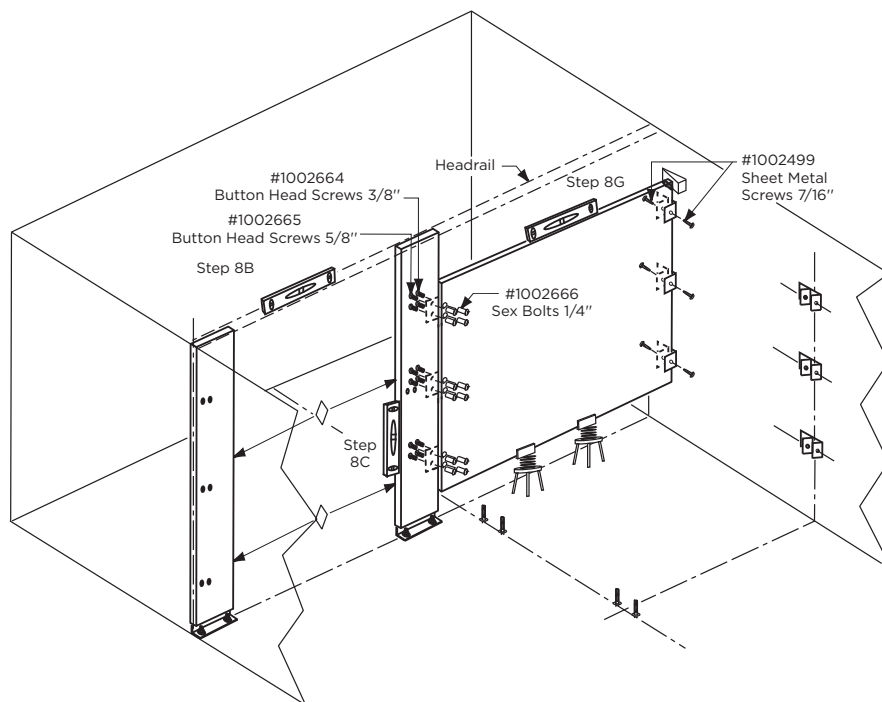 Headrail
#1002499
Sheet Metal
Screws 7/16"
#1002664
Button Head Screws 3/8"
Step 8G
#1002665
Button Head Screws 5/8"
Step 8B
#1002666
Sex Bolts 1/4"
Step
8C